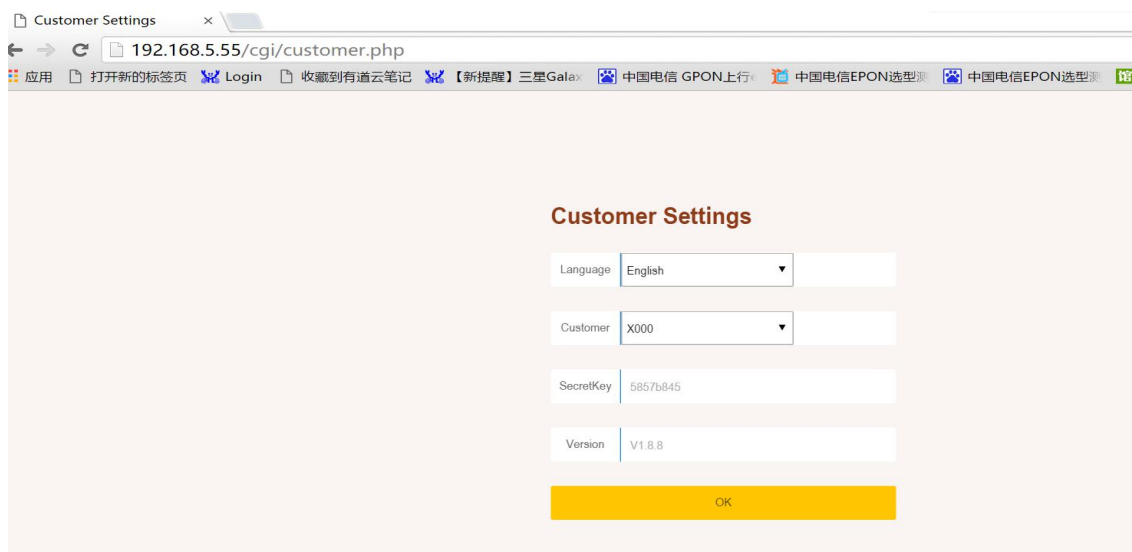 Customer Settings
192.168.5.55/cgi/customer.php
应用 打开新的标签页 Login 收藏到有道云笔记 【新提醒】三星Galax 中国电信 GPON上行 中国电信EPON选型测 中国电信EPON选型测
Customer Settings
Language English
Customer X000
SecretKey 5857b845
Version V1.8.8
OK